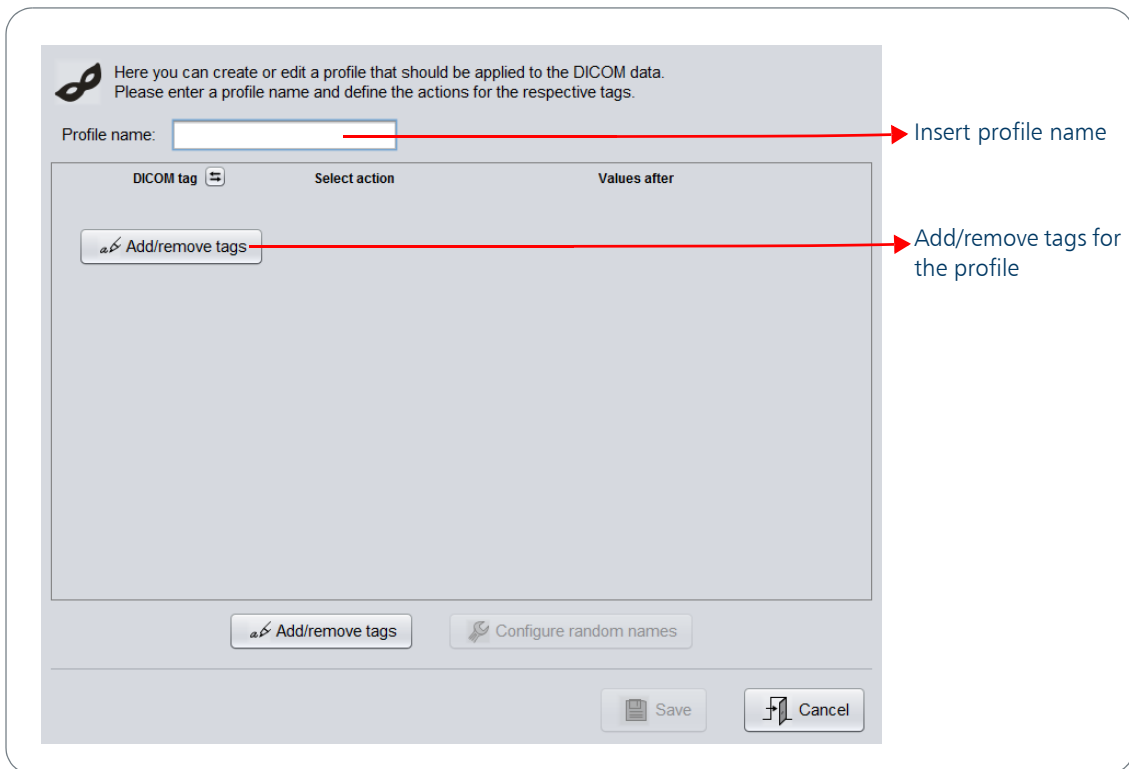 Here you can create or edit a profile that should be applied to the DICOM data.
Please enter a profile name and define the actions for the respective tags.
Profile name:
Insert profile name
DICOM tag Select action Values after
Add/remove tags
Add/remove tags for
the profile
Add/remove tags Configure random names
Save Cancel